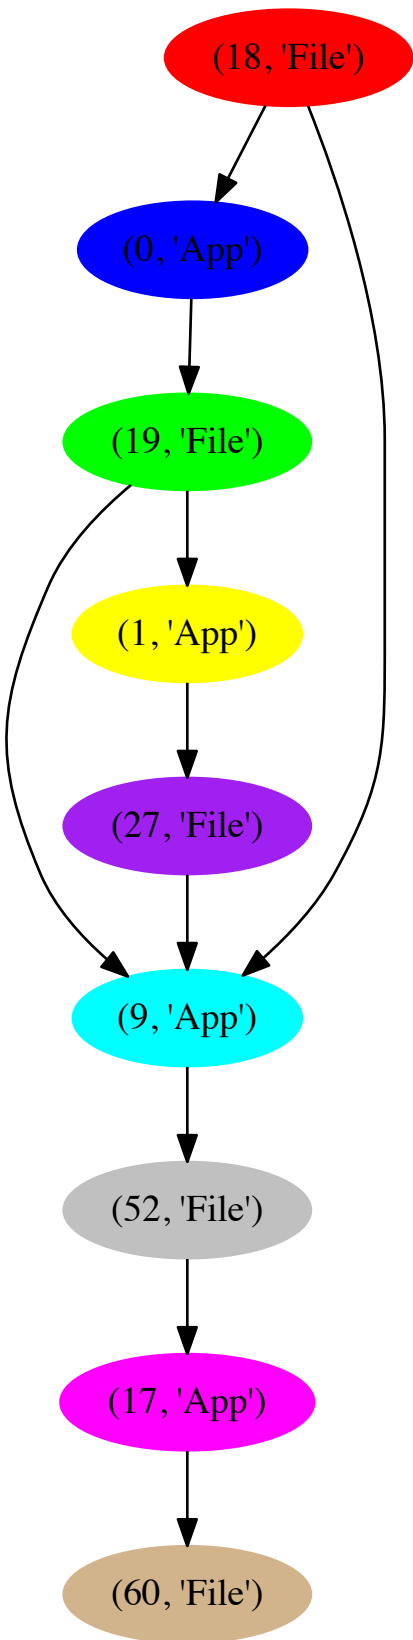 (18, 'File')
(0, 'App')
(19, 'File')
(1, 'App')
(27, 'File')
(9, 'App')
(52, 'File')
(17, 'App')
(60, 'File')